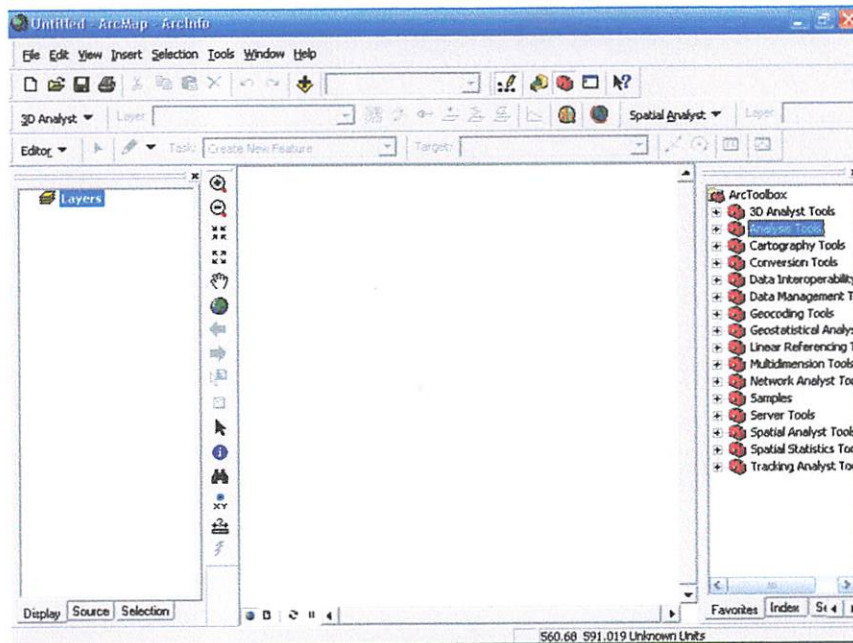 Untitled - ArcMap - ArcInfo
File Edit View Insert Selection Tools Window Help
3D Analyst Layer: Spatial Analyst Layer:
Editor Task: Create New Feature Target:
Layers
XY
ArcToolbox
3D Analyst Tools
Analysis Tools
Cartography Tools
Conversion Tools
Data Interoperability
Data Management T
Geocoding Tools
Geostatistical Analys
Linear Referencing T
Multidimension Tools
Network Analyst Too
Samples
Server Tools
Spatial Analyst Tools
Spatial Statistics Too
Tracking Analyst Too
Display Source Selection
Favorites Index Se
560.68 591.019 Unknown Units